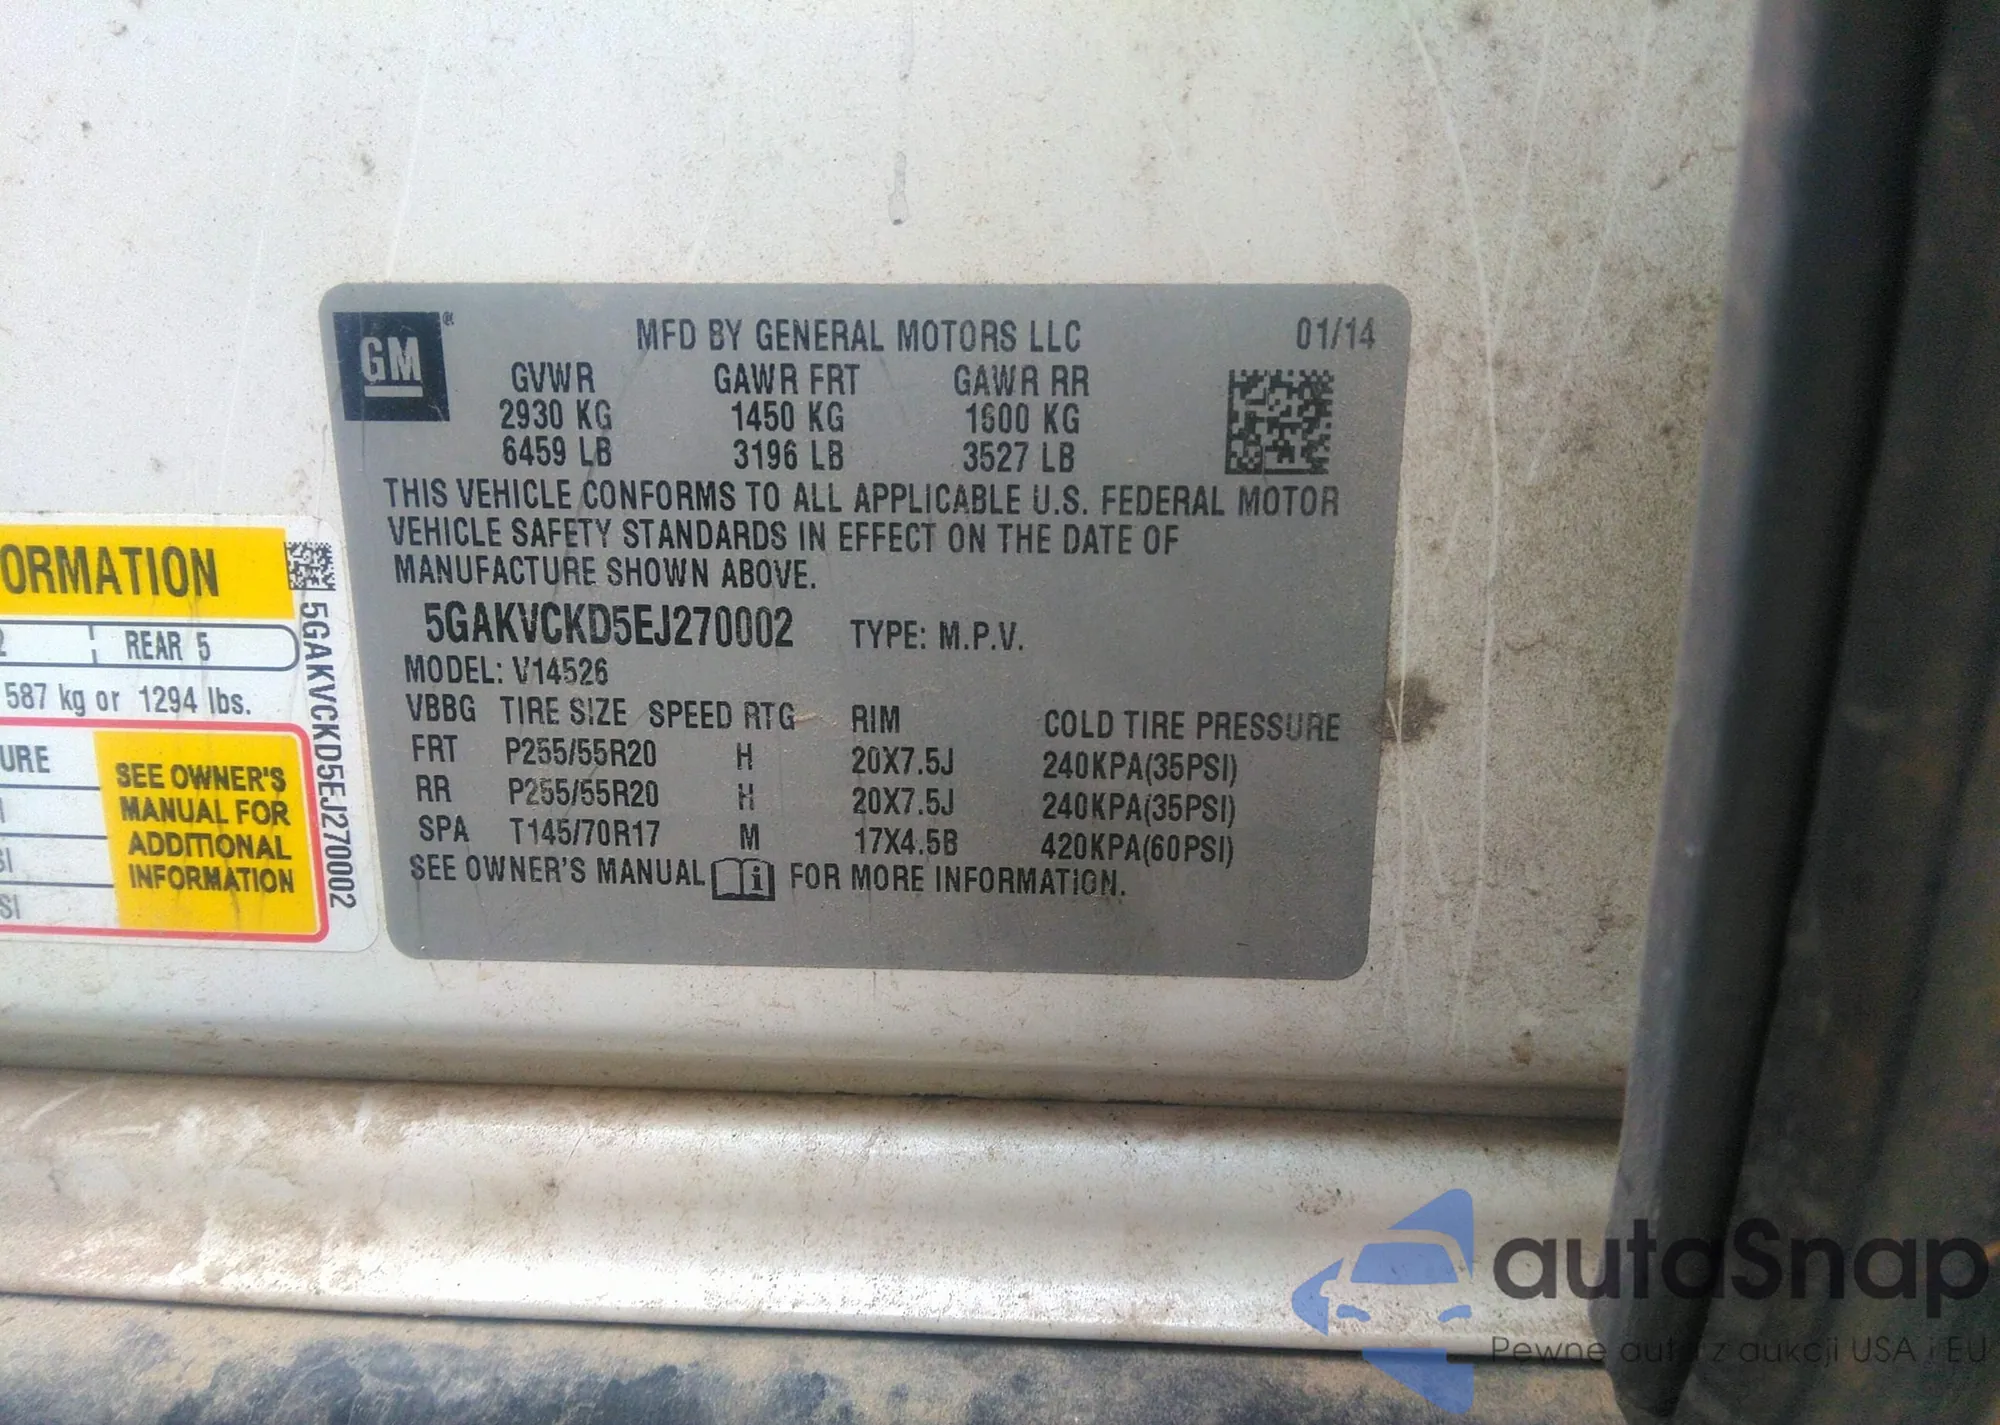 GM®
MFD BY GENERAL MOTORS LLC 01/14
GVWR GAWR FRT GAWR RR
2930 KG 1450 KG 1600 KG
6459 LB 3196 LB 3527 LB
THIS VEHICLE CONFORMS TO ALL APPLICABLE U.S. FEDERAL MOTOR
VEHICLE SAFETY STANDARDS IN EFFECT ON THE DATE OF
MANUFACTURE SHOWN ABOVE.
5GAKVCKD5EJ270002 TYPE: M.P.V.
MODEL: V14526
VBBG TIRE SIZE SPEED RTG RIM COLD TIRE PRESSURE
FRT P255/55R20 H 20X7.5J 240KPA(35PSI)
RR P255/55R20 H 20X7.5J 240KPA(35PSI)
SPA T145/70R17 M 17X4.5B 420KPA(60PSI)
SEE OWNER'S MANUAL i FOR MORE INFORMATION.
ORMATION
2 REAR 5
587 kg or 1294 lbs.
URE
SI
SI
SEE OWNER'S
MANUAL FOR
ADDITIONAL
INFORMATION
5GAKVCKD5EJ270002
autaSnap
Pewne auta z aukcji USA i EU